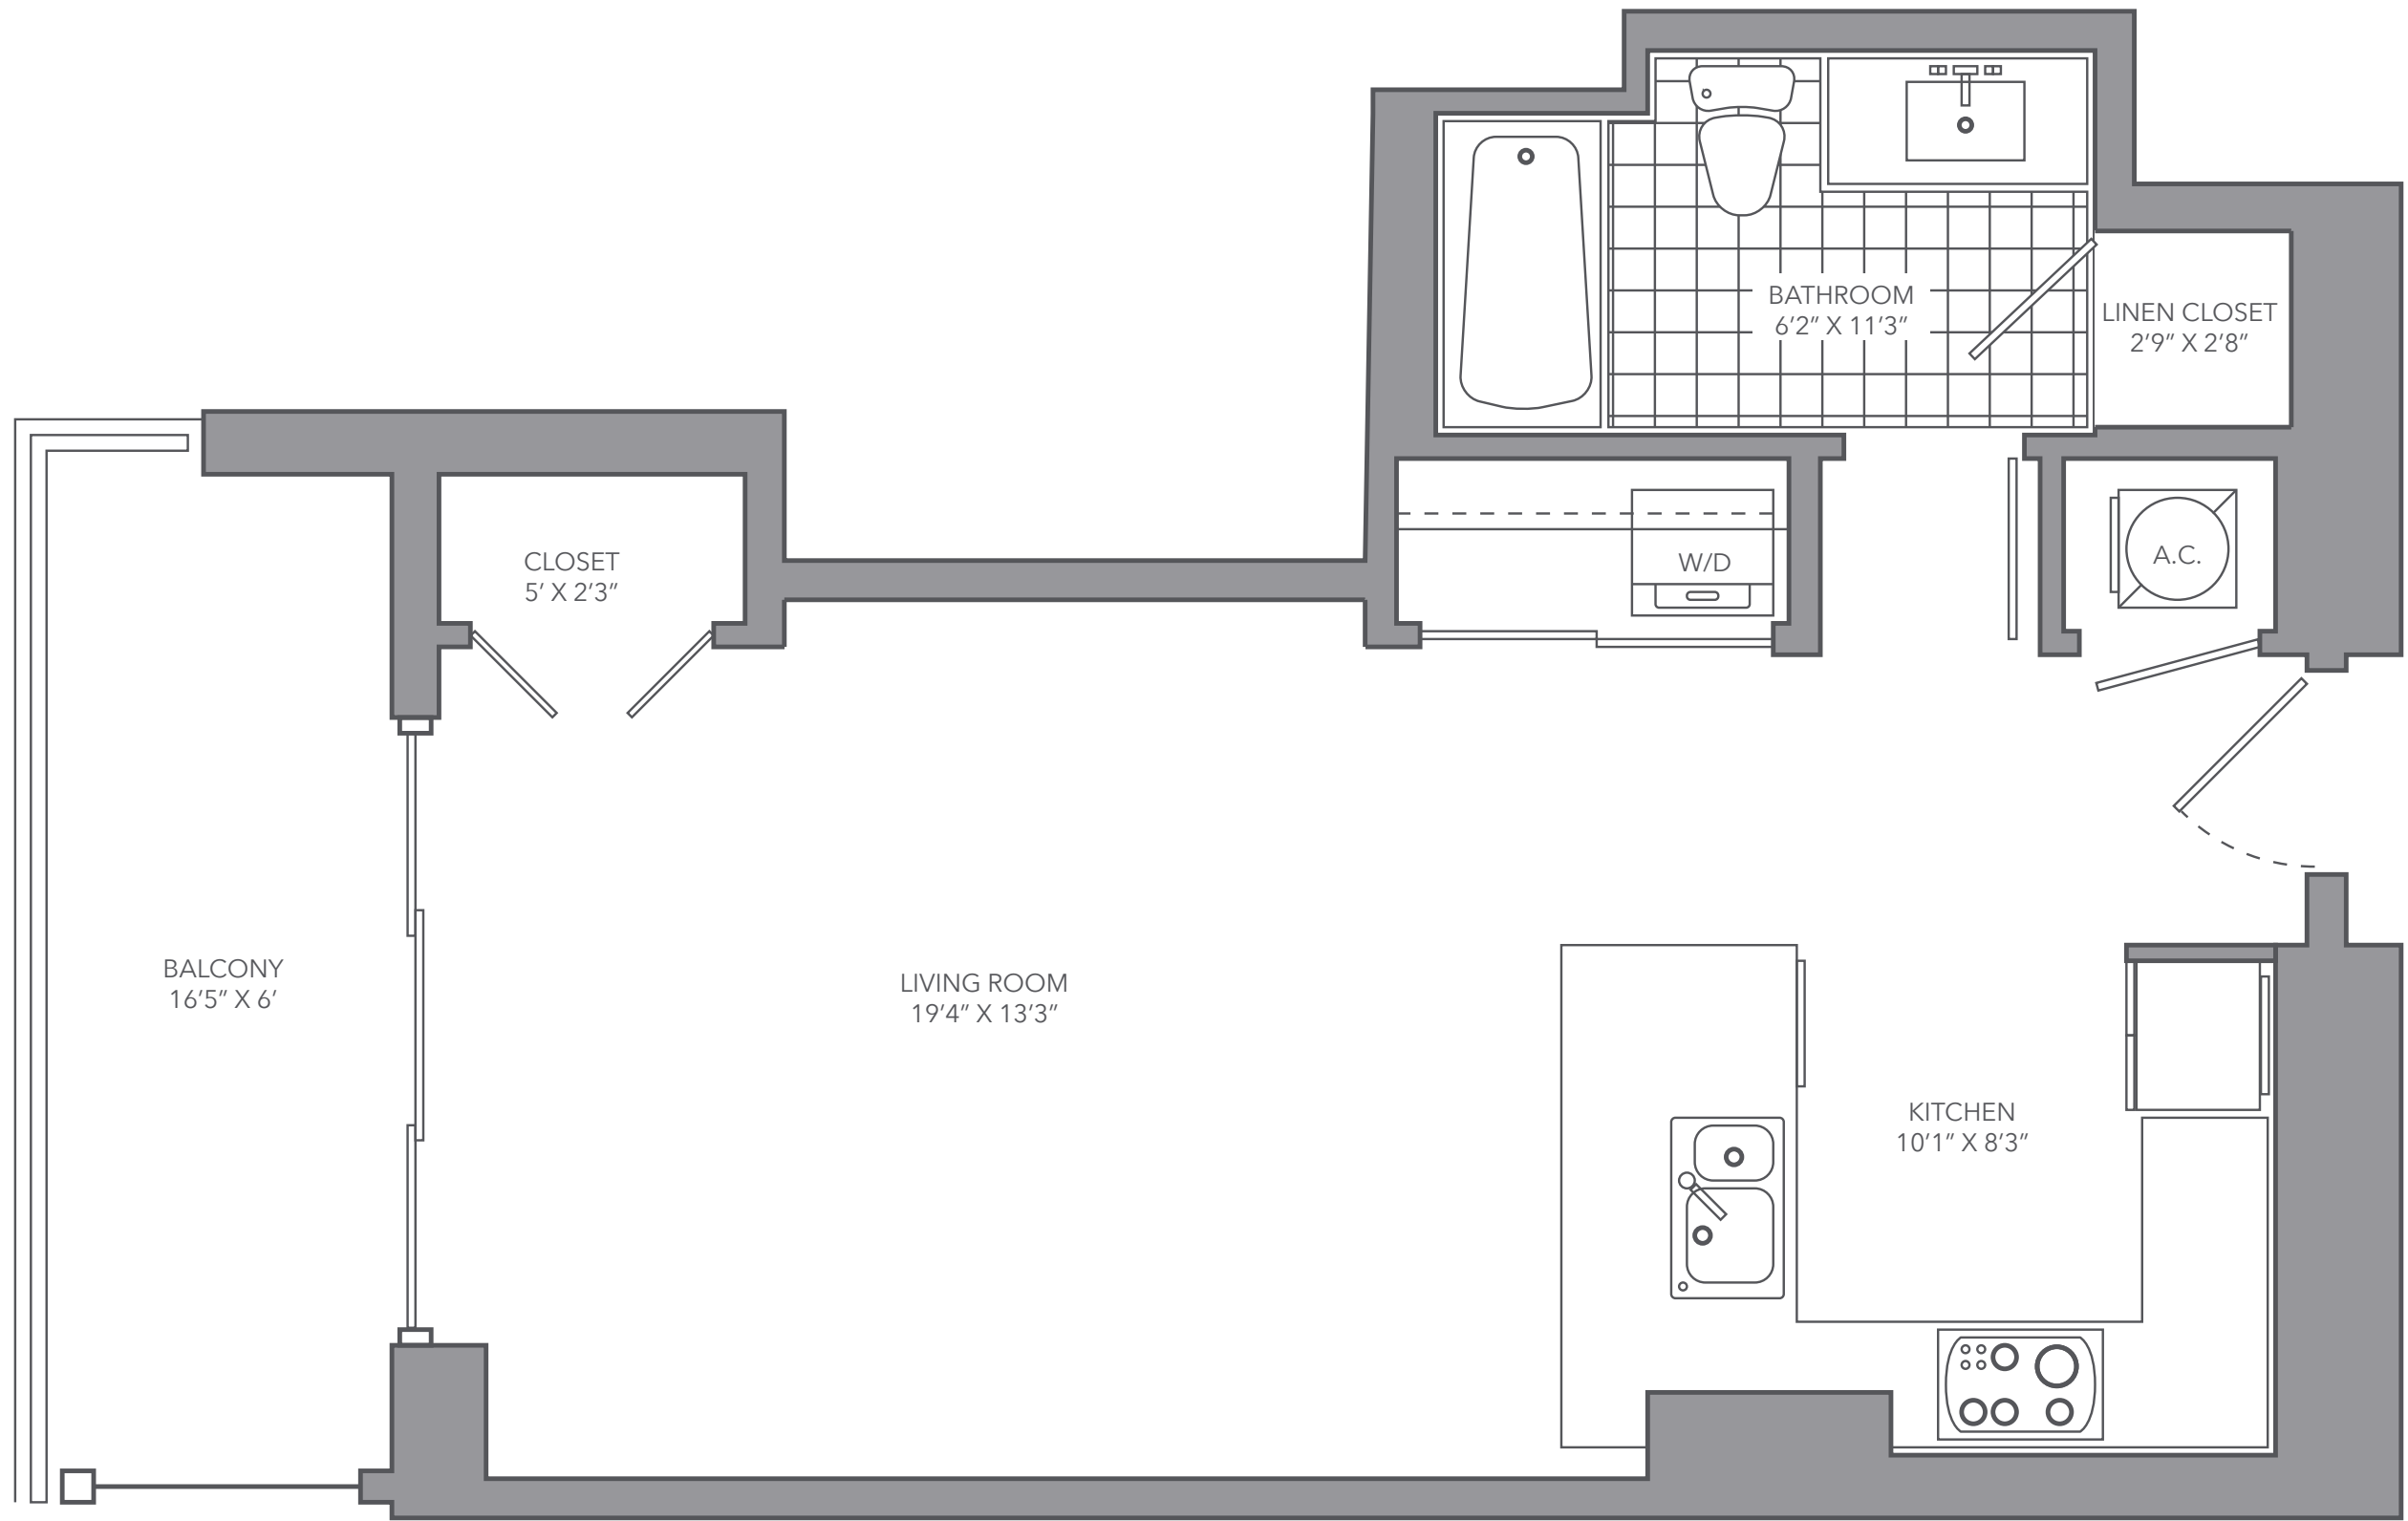 BATHROOM
6’2” X 11’3”
LINEN CLOSET
2’9” X 2’8”
CLOSET
5’ X 2’3”
W/D
A.C.
BALCONY
16’5” X 6’
LIVING ROOM
19’4” X 13’3”
KITCHEN
10’1” X 8’3”